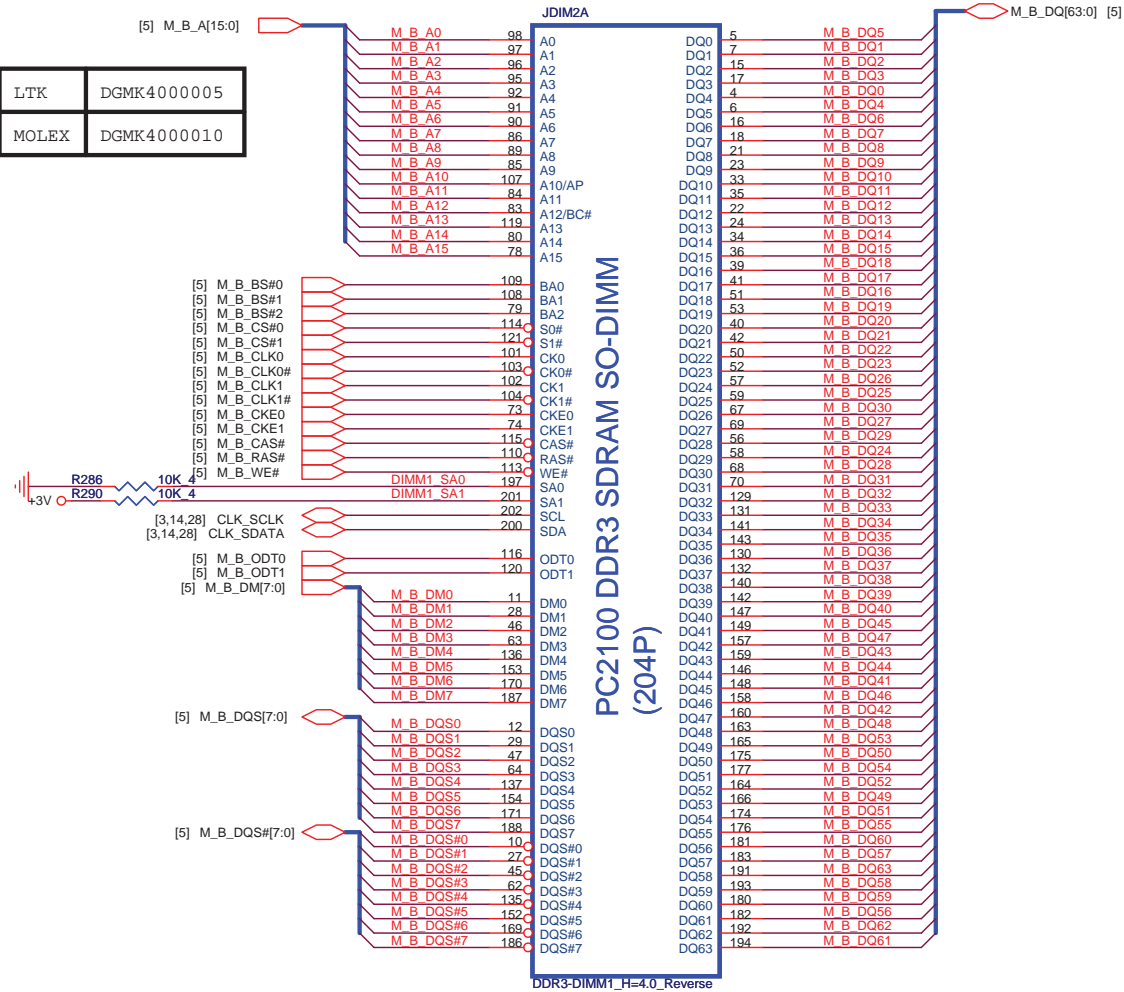 JDIM2A
[5] M_B_A[15:0]
M_B_DQ[63:0] [5]
LTK DGMK4000005
MOLEX DGMK4000010
M_B_A0 98 A0
M_B_A1 97 A1
M_B_A2 96 A2
M_B_A3 95 A3
M_B_A4 92 A4
M_B_A5 91 A5
M_B_A6 90 A6
M_B_A7 86 A7
M_B_A8 89 A8
M_B_A9 85 A9
M_B_A10 107 A10/AP
M_B_A11 84 A11
M_B_A12 83 A12/BC#
M_B_A13 119 A13
M_B_A14 80 A14
M_B_A15 78 A15
[5] M_B_BS#0 109 BA0
[5] M_B_BS#1 108 BA1
[5] M_B_BS#2 79 BA2
[5] M_B_CS#0 114 S0#
[5] M_B_CS#1 121 S1#
[5] M_B_CLK0 101 CK0
[5] M_B_CLK0# 103 CK0#
[5] M_B_CLK1 102 CK1
[5] M_B_CLK1# 104 CK1#
[5] M_B_CKE0 73 CKE0
[5] M_B_CKE1 74 CKE1
[5] M_B_CAS# 115 CAS#
[5] M_B_RAS# 110 RAS#
[5] M_B_WE# 113 WE#
R286 10K_4 DIMM1_SA0 197 SA0
+3V R290 10K_4 DIMM1_SA1 201 SA1
[3,14,28] CLK_SCLK 202 SCL
[3,14,28] CLK_SDATA 200 SDA
[5] M_B_ODT0 116 ODT0
[5] M_B_ODT1 120 ODT1
[5] M_B_DM[7:0]
M_B_DM0 11 DM0
M_B_DM1 28 DM1
M_B_DM2 46 DM2
M_B_DM3 63 DM3
M_B_DM4 136 DM4
M_B_DM5 153 DM5
M_B_DM6 170 DM6
M_B_DM7 187 DM7
[5] M_B_DQS[7:0]
M_B_DQS0 12 DQS0
M_B_DQS1 29 DQS1
M_B_DQS2 47 DQS2
M_B_DQS3 64 DQS3
M_B_DQS4 137 DQS4
M_B_DQS5 154 DQS5
M_B_DQS6 171 DQS6
M_B_DQS7 188 DQS7
[5] M_B_DQS#[7:0]
M_B_DQS#0 10 DQS#0
M_B_DQS#1 27 DQS#1
M_B_DQS#2 45 DQS#2
M_B_DQS#3 62 DQS#3
M_B_DQS#4 135 DQS#4
M_B_DQS#5 152 DQS#5
M_B_DQS#6 169 DQS#6
M_B_DQS#7 186 DQS#7
PC2100 DDR3 SDRAM SO-DIMM
(204P)
DQ0 5 M_B_DQ5
DQ1 7 M_B_DQ1
DQ2 15 M_B_DQ2
DQ3 17 M_B_DQ3
DQ4 4 M_B_DQ0
DQ5 6 M_B_DQ4
DQ6 16 M_B_DQ6
DQ7 18 M_B_DQ7
DQ8 21 M_B_DQ8
DQ9 23 M_B_DQ9
DQ10 33 M_B_DQ10
DQ11 35 M_B_DQ11
DQ12 22 M_B_DQ12
DQ13 24 M_B_DQ13
DQ14 34 M_B_DQ14
DQ15 36 M_B_DQ15
DQ16 39 M_B_DQ18
DQ17 41 M_B_DQ17
DQ18 51 M_B_DQ16
DQ19 53 M_B_DQ19
DQ20 40 M_B_DQ20
DQ21 42 M_B_DQ21
DQ22 50 M_B_DQ22
DQ23 52 M_B_DQ23
DQ24 57 M_B_DQ26
DQ25 59 M_B_DQ25
DQ26 67 M_B_DQ30
DQ27 69 M_B_DQ27
DQ28 56 M_B_DQ29
DQ29 58 M_B_DQ24
DQ30 68 M_B_DQ28
DQ31 70 M_B_DQ31
DQ32 129 M_B_DQ32
DQ33 131 M_B_DQ33
DQ34 141 M_B_DQ34
DQ35 143 M_B_DQ35
DQ36 130 M_B_DQ36
DQ37 132 M_B_DQ37
DQ38 140 M_B_DQ38
DQ39 142 M_B_DQ39
DQ40 147 M_B_DQ40
DQ41 149 M_B_DQ45
DQ42 157 M_B_DQ47
DQ43 159 M_B_DQ43
DQ44 146 M_B_DQ44
DQ45 148 M_B_DQ41
DQ46 158 M_B_DQ46
DQ47 160 M_B_DQ42
DQ48 163 M_B_DQ48
DQ49 165 M_B_DQ53
DQ50 175 M_B_DQ50
DQ51 177 M_B_DQ54
DQ52 164 M_B_DQ52
DQ53 166 M_B_DQ49
DQ54 174 M_B_DQ51
DQ55 176 M_B_DQ55
DQ56 181 M_B_DQ60
DQ57 183 M_B_DQ57
DQ58 191 M_B_DQ63
DQ59 193 M_B_DQ58
DQ60 180 M_B_DQ59
DQ61 182 M_B_DQ56
DQ62 192 M_B_DQ62
DQ63 194 M_B_DQ61
DDR3-DIMM1_H=4.0_Reverse